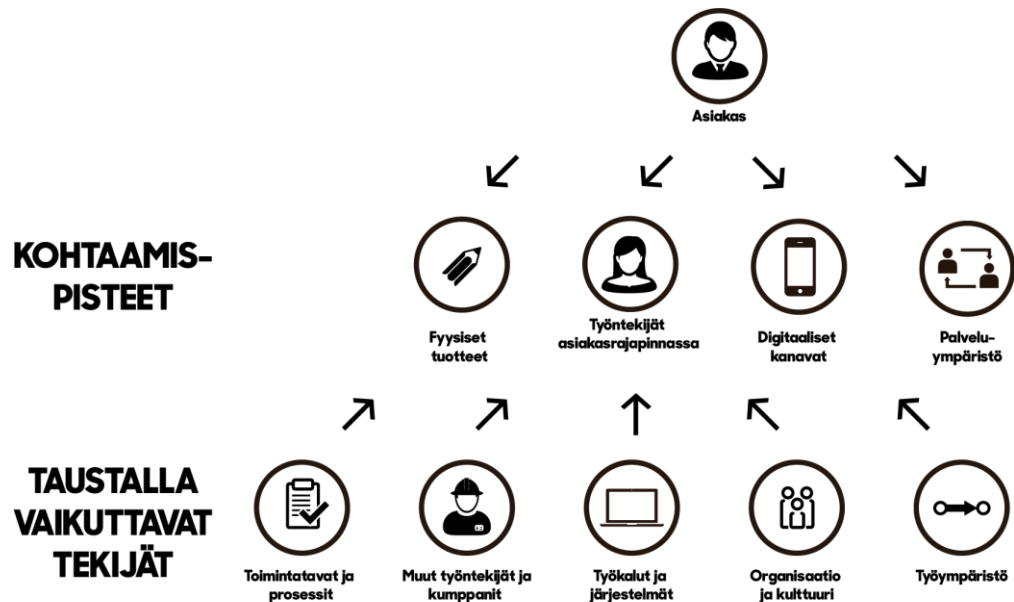 Asiakas
KOHTAAMIS-
PISTEET
Fyysiset
tuotteet
Työntekijät
asiakasrajapinnassa
Digitaaliset
kanavat
Palvelu-
ympäristö
TAUSTALLA
VAIKUTTAVAT
TEKIJÄT
Toimintatavat ja
prosessit
Muut työntekijät ja
kumppanit
Työkalut ja
järjestelmät
Organisaatio
ja kulttuuri
Työympäristö